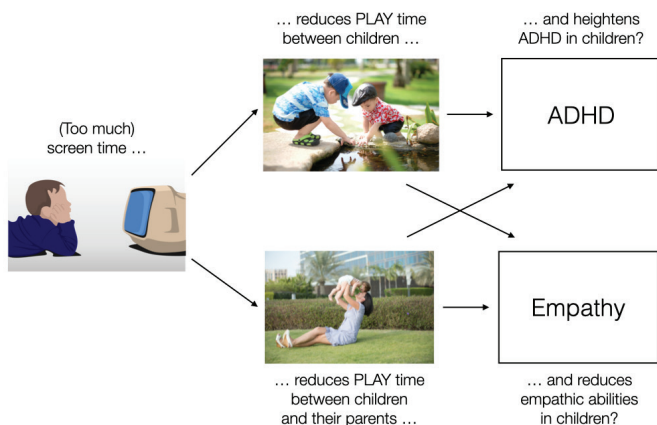 (Too much)
screen time …
… reduces PLAY time
between children …
… and heightens
ADHD in children?
ADHD
… reduces PLAY time
between children
and their parents …
Empathy
… and reduces
empathic abilities
in children?